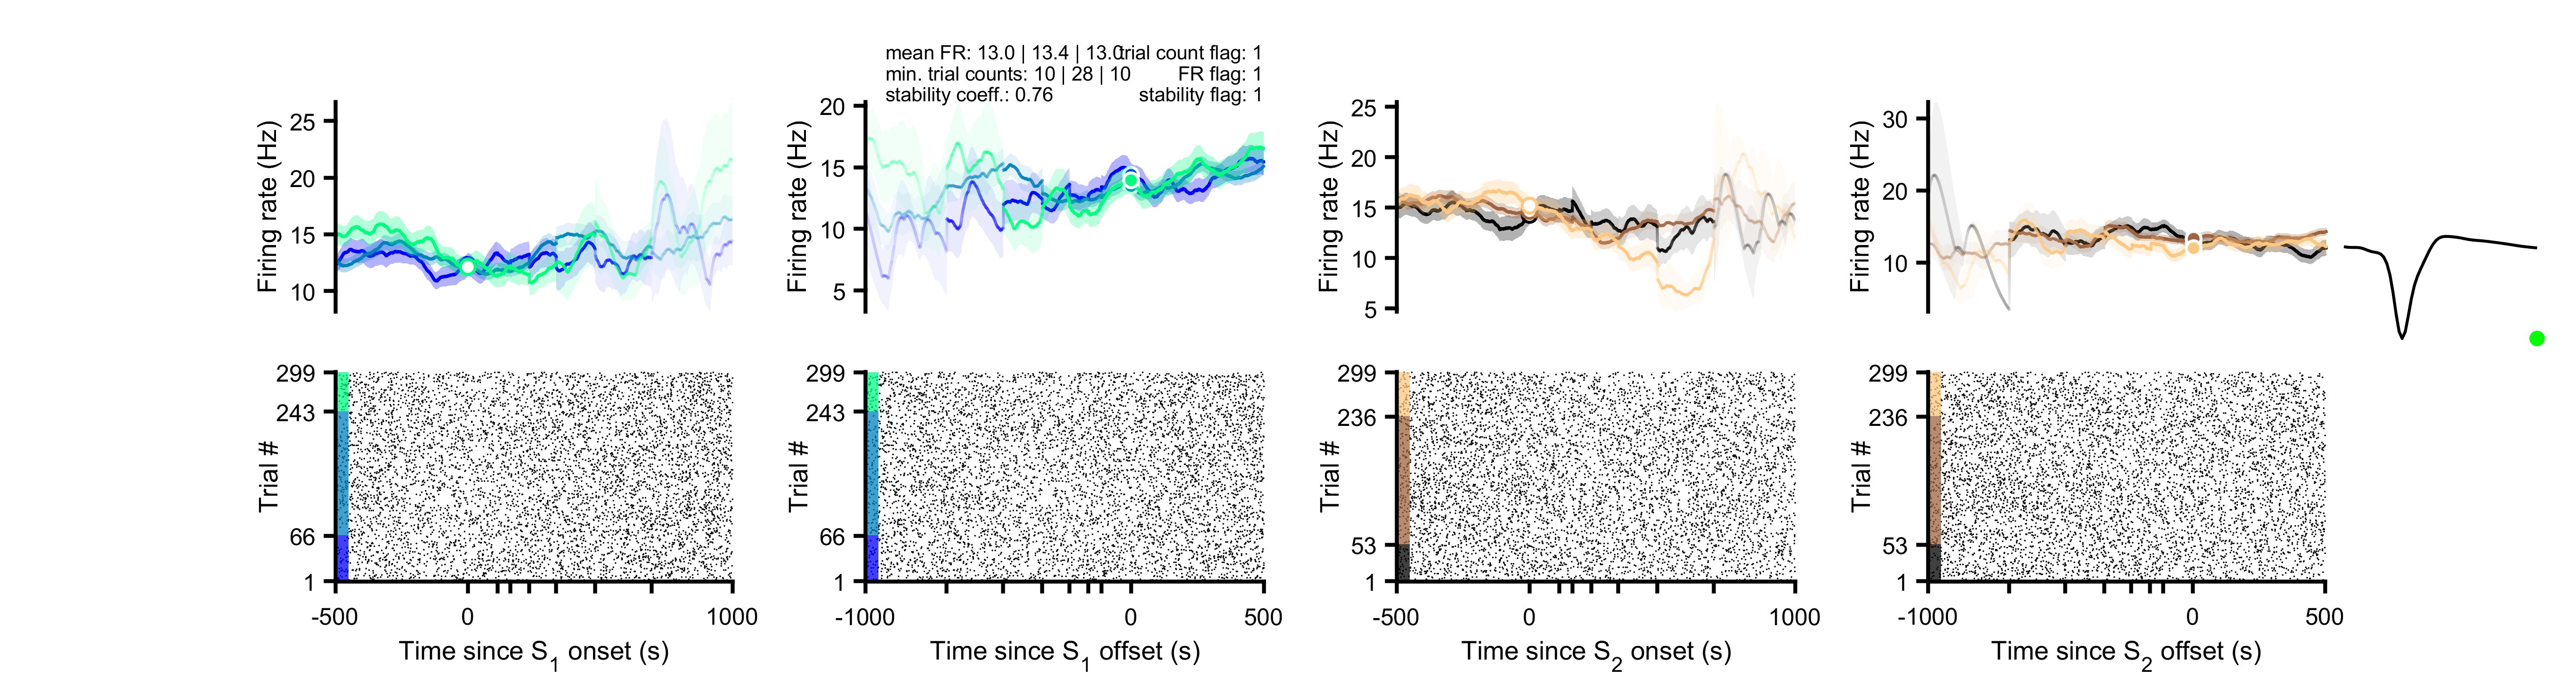 mean FR: 13.0 | 13.4 | 13.0
trial count flag: 1
min. trial counts: 10 | 28 | 10
FR flag: 1
stability coeff.: 0.76
stability flag: 1
Firing rate (Hz)
25
20
15
10
Firing rate (Hz)
20
15
10
5
Firing rate (Hz)
25
20
15
10
5
Firing rate (Hz)
30
20
10
Trial #
299
243
66
1
-500
0
1000
Time since S1 onset (s)
Trial #
299
243
66
1
-1000
0
500
Time since S1 offset (s)
Trial #
299
236
53
1
-500
0
1000
Time since S2 onset (s)
Trial #
299
236
53
1
-1000
0
500
Time since S2 offset (s)